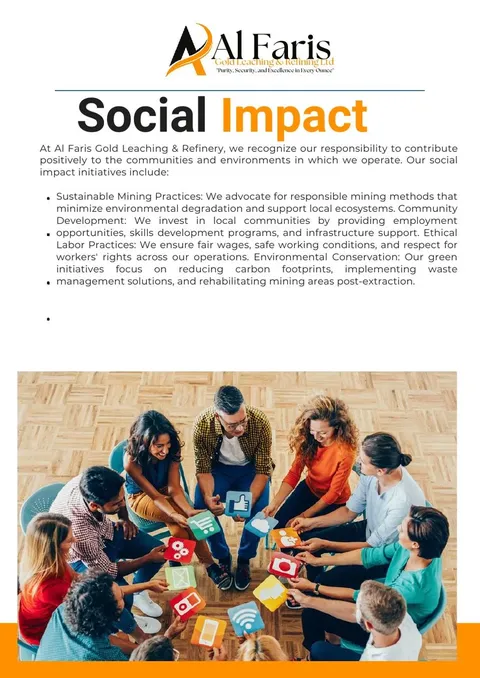 Al Faris
Gold Leaching & Refining Ltd
"Purity, Security, and Excellence in Every Ounce"
Social Impact
At Al Faris Gold Leaching & Refinery, we recognize our responsibility to contribute
positively to the communities and environments in which we operate. Our social
impact initiatives include:
Sustainable Mining Practices: We advocate for responsible mining methods that
minimize environmental degradation and support local ecosystems. Community
Development: We invest in local communities by providing employment
opportunities, skills development programs, and infrastructure support. Ethical
Labor Practices: We ensure fair wages, safe working conditions, and respect for
workers' rights across our operations. Environmental Conservation: Our green
initiatives focus on reducing carbon footprints, implementing waste
management solutions, and rehabilitating mining areas post-extraction.